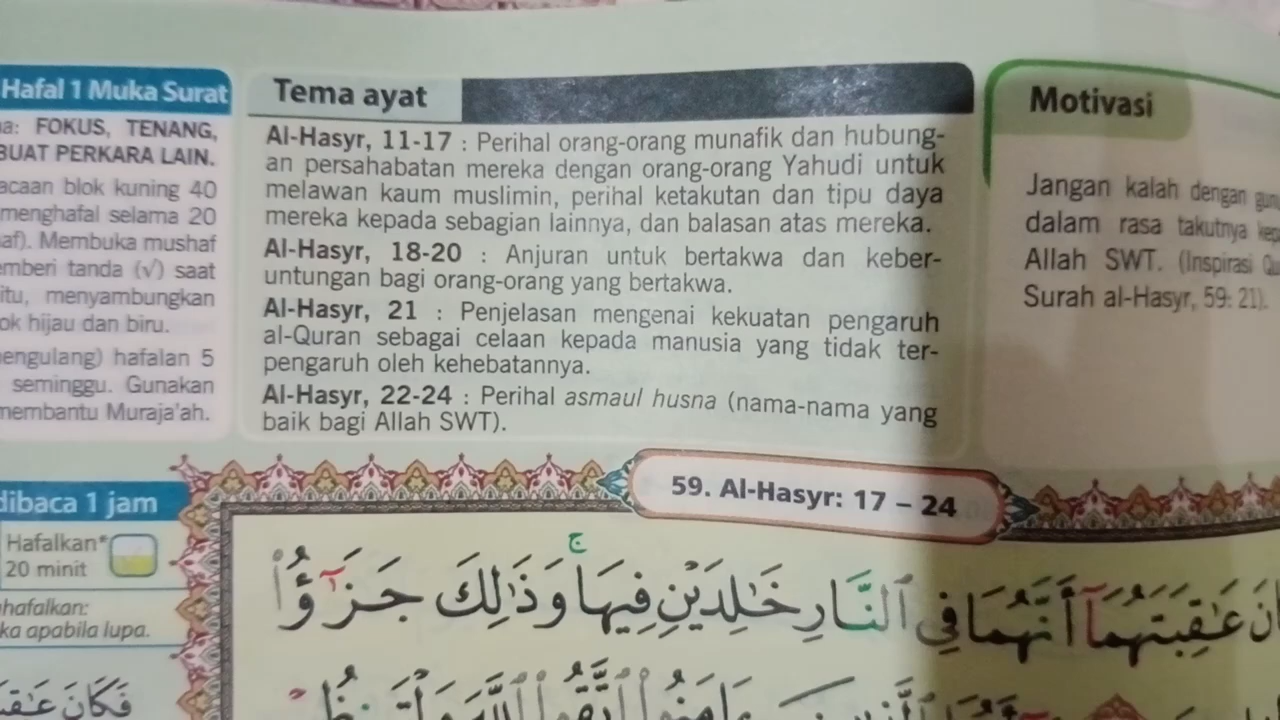 Hafal 1 Muka Surat
FOKUS, TENANG,
BUAT PERKARA LAIN.
blok kuning 40
menghafal selama 20
Membuka mushaf
tanda (√) saat
itu, menyambungkan
hijau dan biru.
hafalan 5
seminggu. Gunakan
membantu Muraja'ah.
Tema ayat
Al-Hasyr, 11-17 : Perihal orang-orang munafik dan hubung-
an persahabatan mereka dengan orang-orang Yahudi untuk
melawan kaum muslimin, perihal ketakutan dan tipu daya
mereka kepada sebagian lainnya, dan balasan atas mereka.
Al-Hasyr, 18-20 : Anjuran untuk bertakwa dan keber-
untungan bagi orang-orang yang bertakwa.
Al-Hasyr, 21 : Penjelasan mengenai kekuatan pengaruh
al-Quran sebagai celaan kepada manusia yang tidak ter-
pengaruh oleh kehebatannya.
Al-Hasyr, 22-24 : Perihal asmaul husna (nama-nama yang
baik bagi Allah SWT).
Motivasi
Jangan kalah dengan
dalam rasa takutnya
Allah SWT. (Inspirasi
Surah al-Hasyr, 59: 21).
dibaca 1 jam
Hafalkan*
20 minit
apabila lupa.
59. Al-Hasyr: 17 – 24
عَـٰقِبَتَهُمَآ أَنَّهُمَا فِي ٱلنَّارِ خَـٰلِدَيْنِ فِيهَا ۚ وَذَٰلِكَ جَزَٰٓؤُا
فَكَانَ